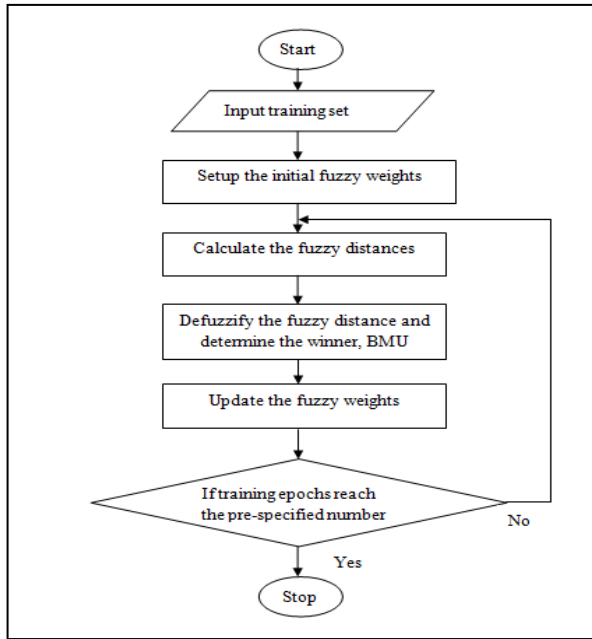 Start
Input training set
Setup the initial fuzzy weights
Calculate the fuzzy distances
Defuzzify the fuzzy distance and
determine the winner, BMU
Update the fuzzy weights
If training epochs reach
the pre-specified number
No
Yes
Stop